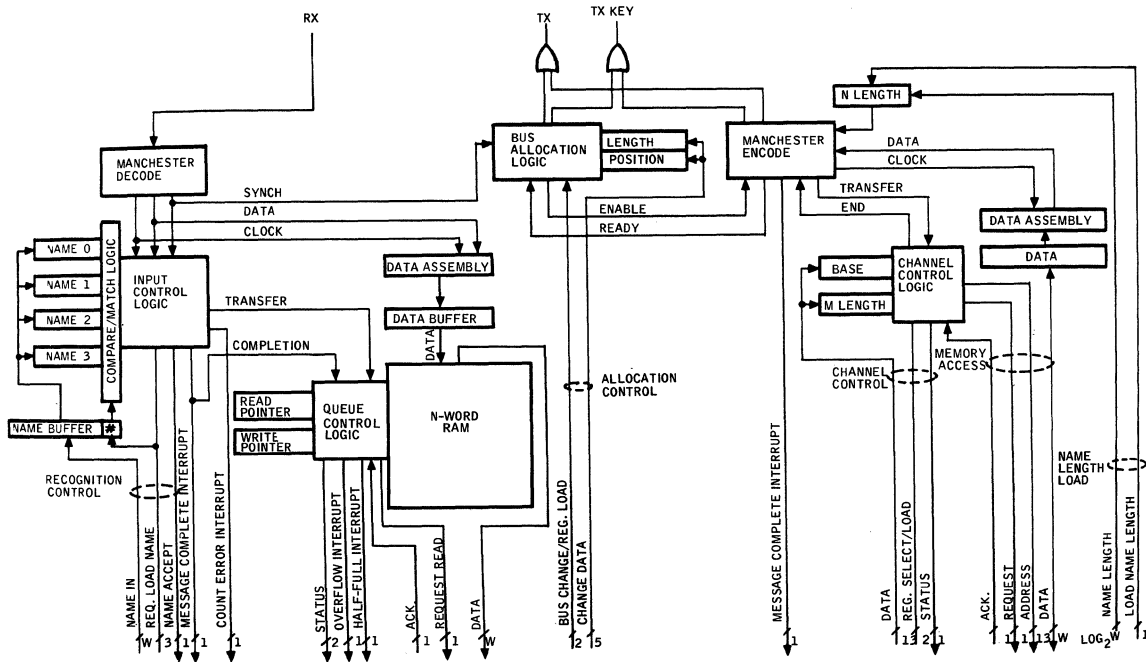 RX
TX
TX KEY
N LENGTH
MANCHESTER
DECODE
BUS
ALLOCATION
LOGIC
LENGTH
POSITION
MANCHESTER
ENCODE
DATA
CLOCK
SYNCH
DATA
CLOCK
ENABLE
READY
TRANSFER
END
DATA ASSEMBLY
DATA
NAME 0
NAME 1
NAME 2
NAME 3
COMPARE/MATCH LOGIC
INPUT
CONTROL
LOGIC
DATA ASSEMBLY
DATA BUFFER
DATA
BASE
M LENGTH
CHANNEL
CONTROL
LOGIC
TRANSFER
COMPLETION
MEMORY
ACCESS
CHANNEL
CONTROL
ALLOCATION
CONTROL
READ
POINTER
WRITE
POINTER
QUEUE
CONTROL
LOGIC
N-WORD
RAM
NAME BUFFER
#
RECOGNITION
CONTROL
NAME
LENGTH
LOAD
NAME IN
REQ. LOAD NAME
NAME ACCEPT
MESSAGE COMPLETE INTERRUPT
COUNT ERROR INTERRUPT
STATUS
OVERFLOW INTERRUPT
HALF-FULL INTERRUPT
ACK.
REQUEST READ
DATA
BUS CHANGE/REG. LOAD
CHANGE DATA
MESSAGE COMPLETE INTERRUPT
DATA
REG. SELECT/LOAD
STATUS
ACK.
REQUEST
ADDRESS
DATA
NAME LENGTH
LOAD NAME LENGTH
W 3 1 1 1 2 1 1 1 1 W 2 5 1 13 2 1 1 1 13 W LOG2W 1